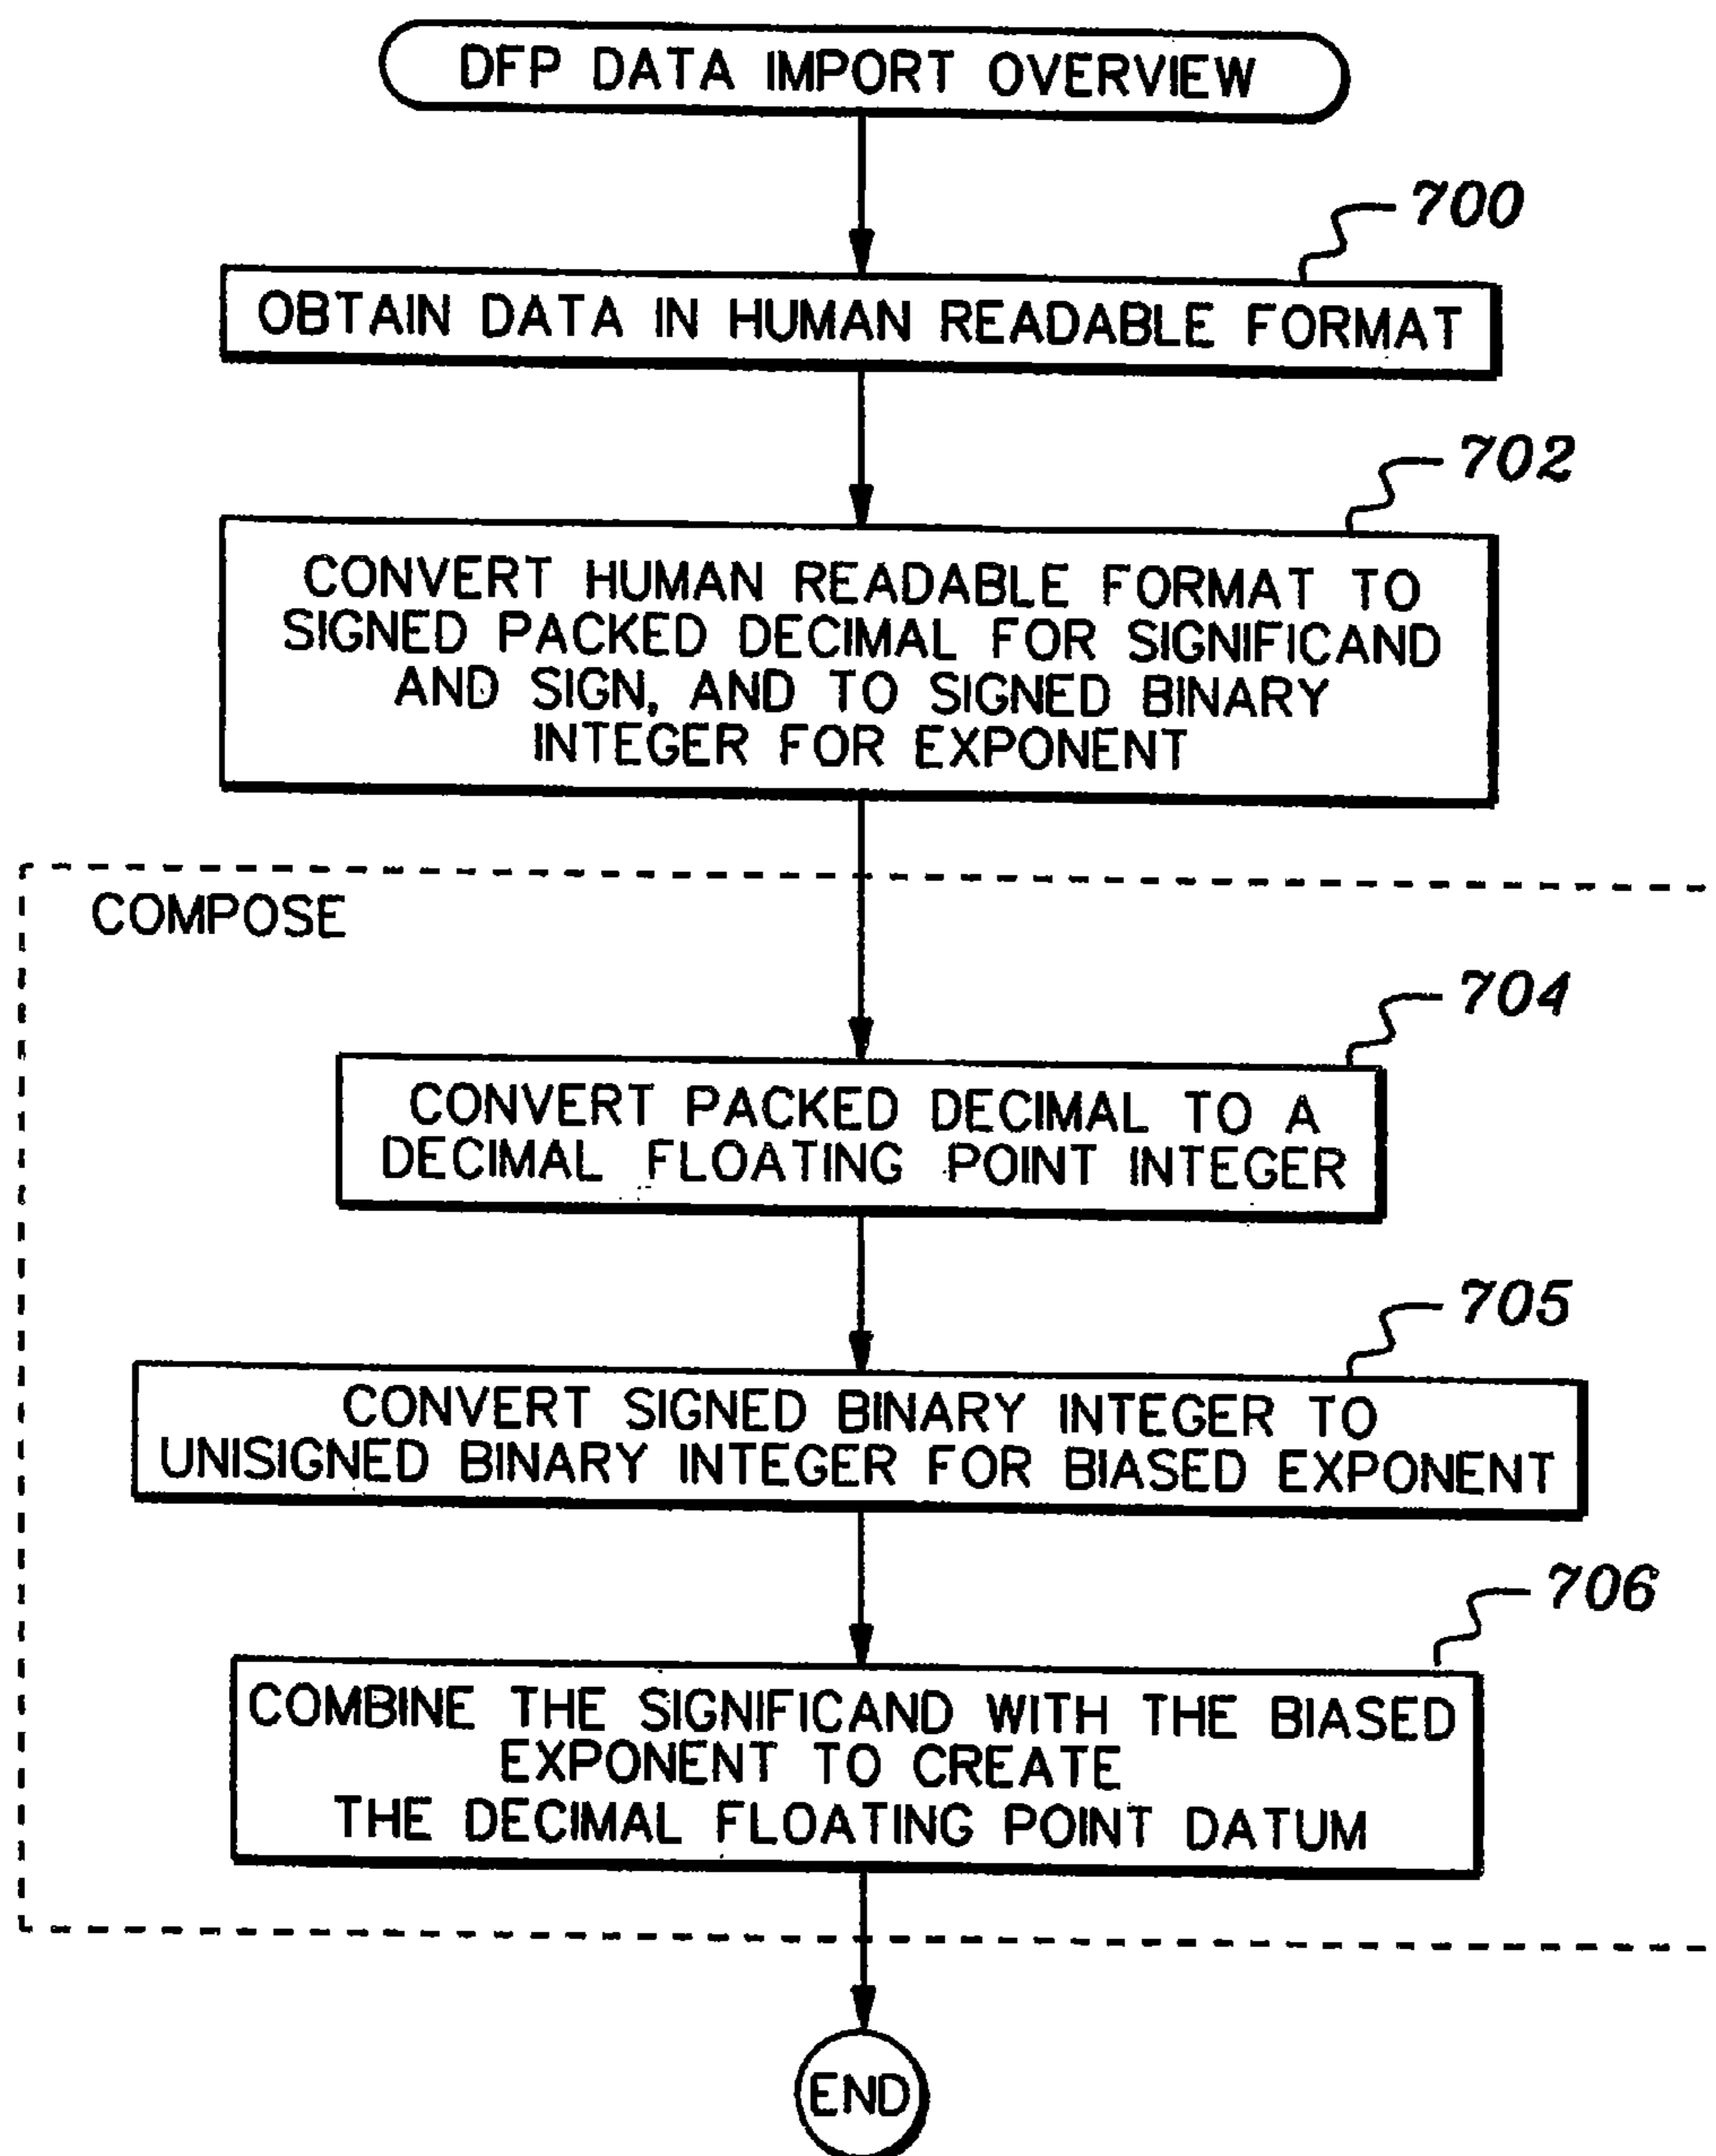 DFP DATA IMPORT OVERVIEW
700
OBTAIN DATA IN HUMAN READABLE FORMAT
702
CONVERT HUMAN READABLE FORMAT TO
SIGNED PACKED DECIMAL FOR SIGNIFICAND
AND SIGN, AND TO SIGNED BINARY
INTEGER FOR EXPONENT
COMPOSE
704
CONVERT PACKED DECIMAL TO A
DECIMAL FLOATING POINT INTEGER
705
CONVERT SIGNED BINARY INTEGER TO
UNISIGNED BINARY INTEGER FOR BIASED EXPONENT
706
COMBINE THE SIGNIFICAND WITH THE BIASED
EXPONENT TO CREATE
THE DECIMAL FLOATING POINT DATUM
END